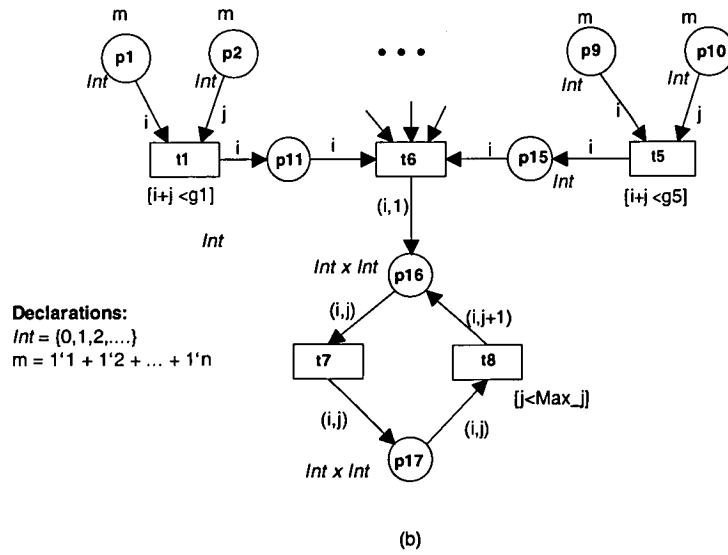 m m m m
p1 p2 • • • p9 p10
Int Int Int Int
i j i j
t1 i p11 i t6 i p15 i t5
[i+j <g1] (i,1) Int [i+j <g5]
Int
Int x Int p16
Declarations: (i,j) (i,j+1)
Int = {0,1,2,....} t7 t8
m = 1'1 + 1'2 + ... + 1'n
[j<Max_j]
(i,j) (i,j)
Int x Int p17
(b)